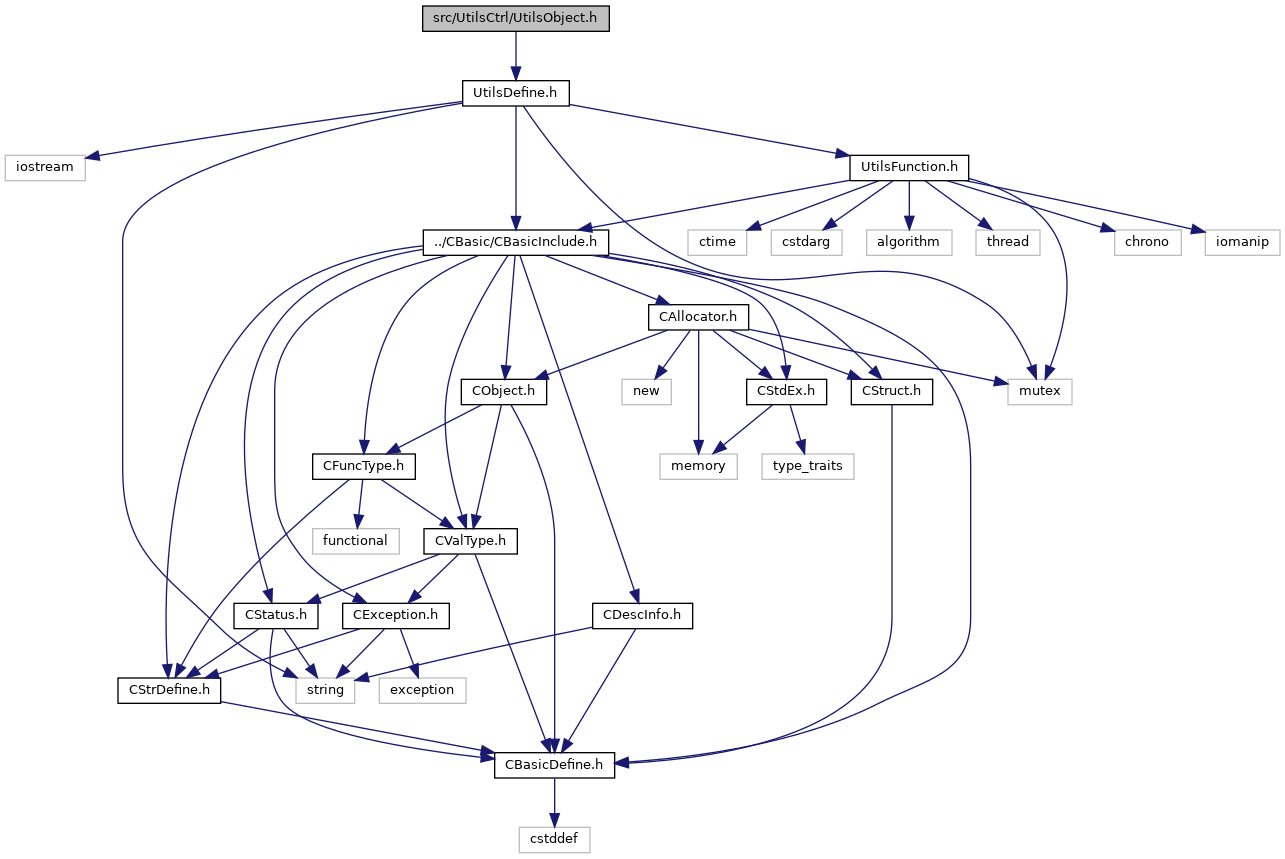 src/UtilsCtrl/UtilsObject.h
UtilsDefine.h
iostream
UtilsFunction.h
../CBasic/CBasicInclude.h
ctime
cstdarg
algorithm
thread
chrono
iomanip
CAllocator.h
CObject.h
new
CStdEx.h
CStruct.h
mutex
CFuncType.h
memory
type_traits
functional
CValType.h
CStatus.h
CException.h
CDescInfo.h
CStrDefine.h
string
exception
CBasicDefine.h
cstddef